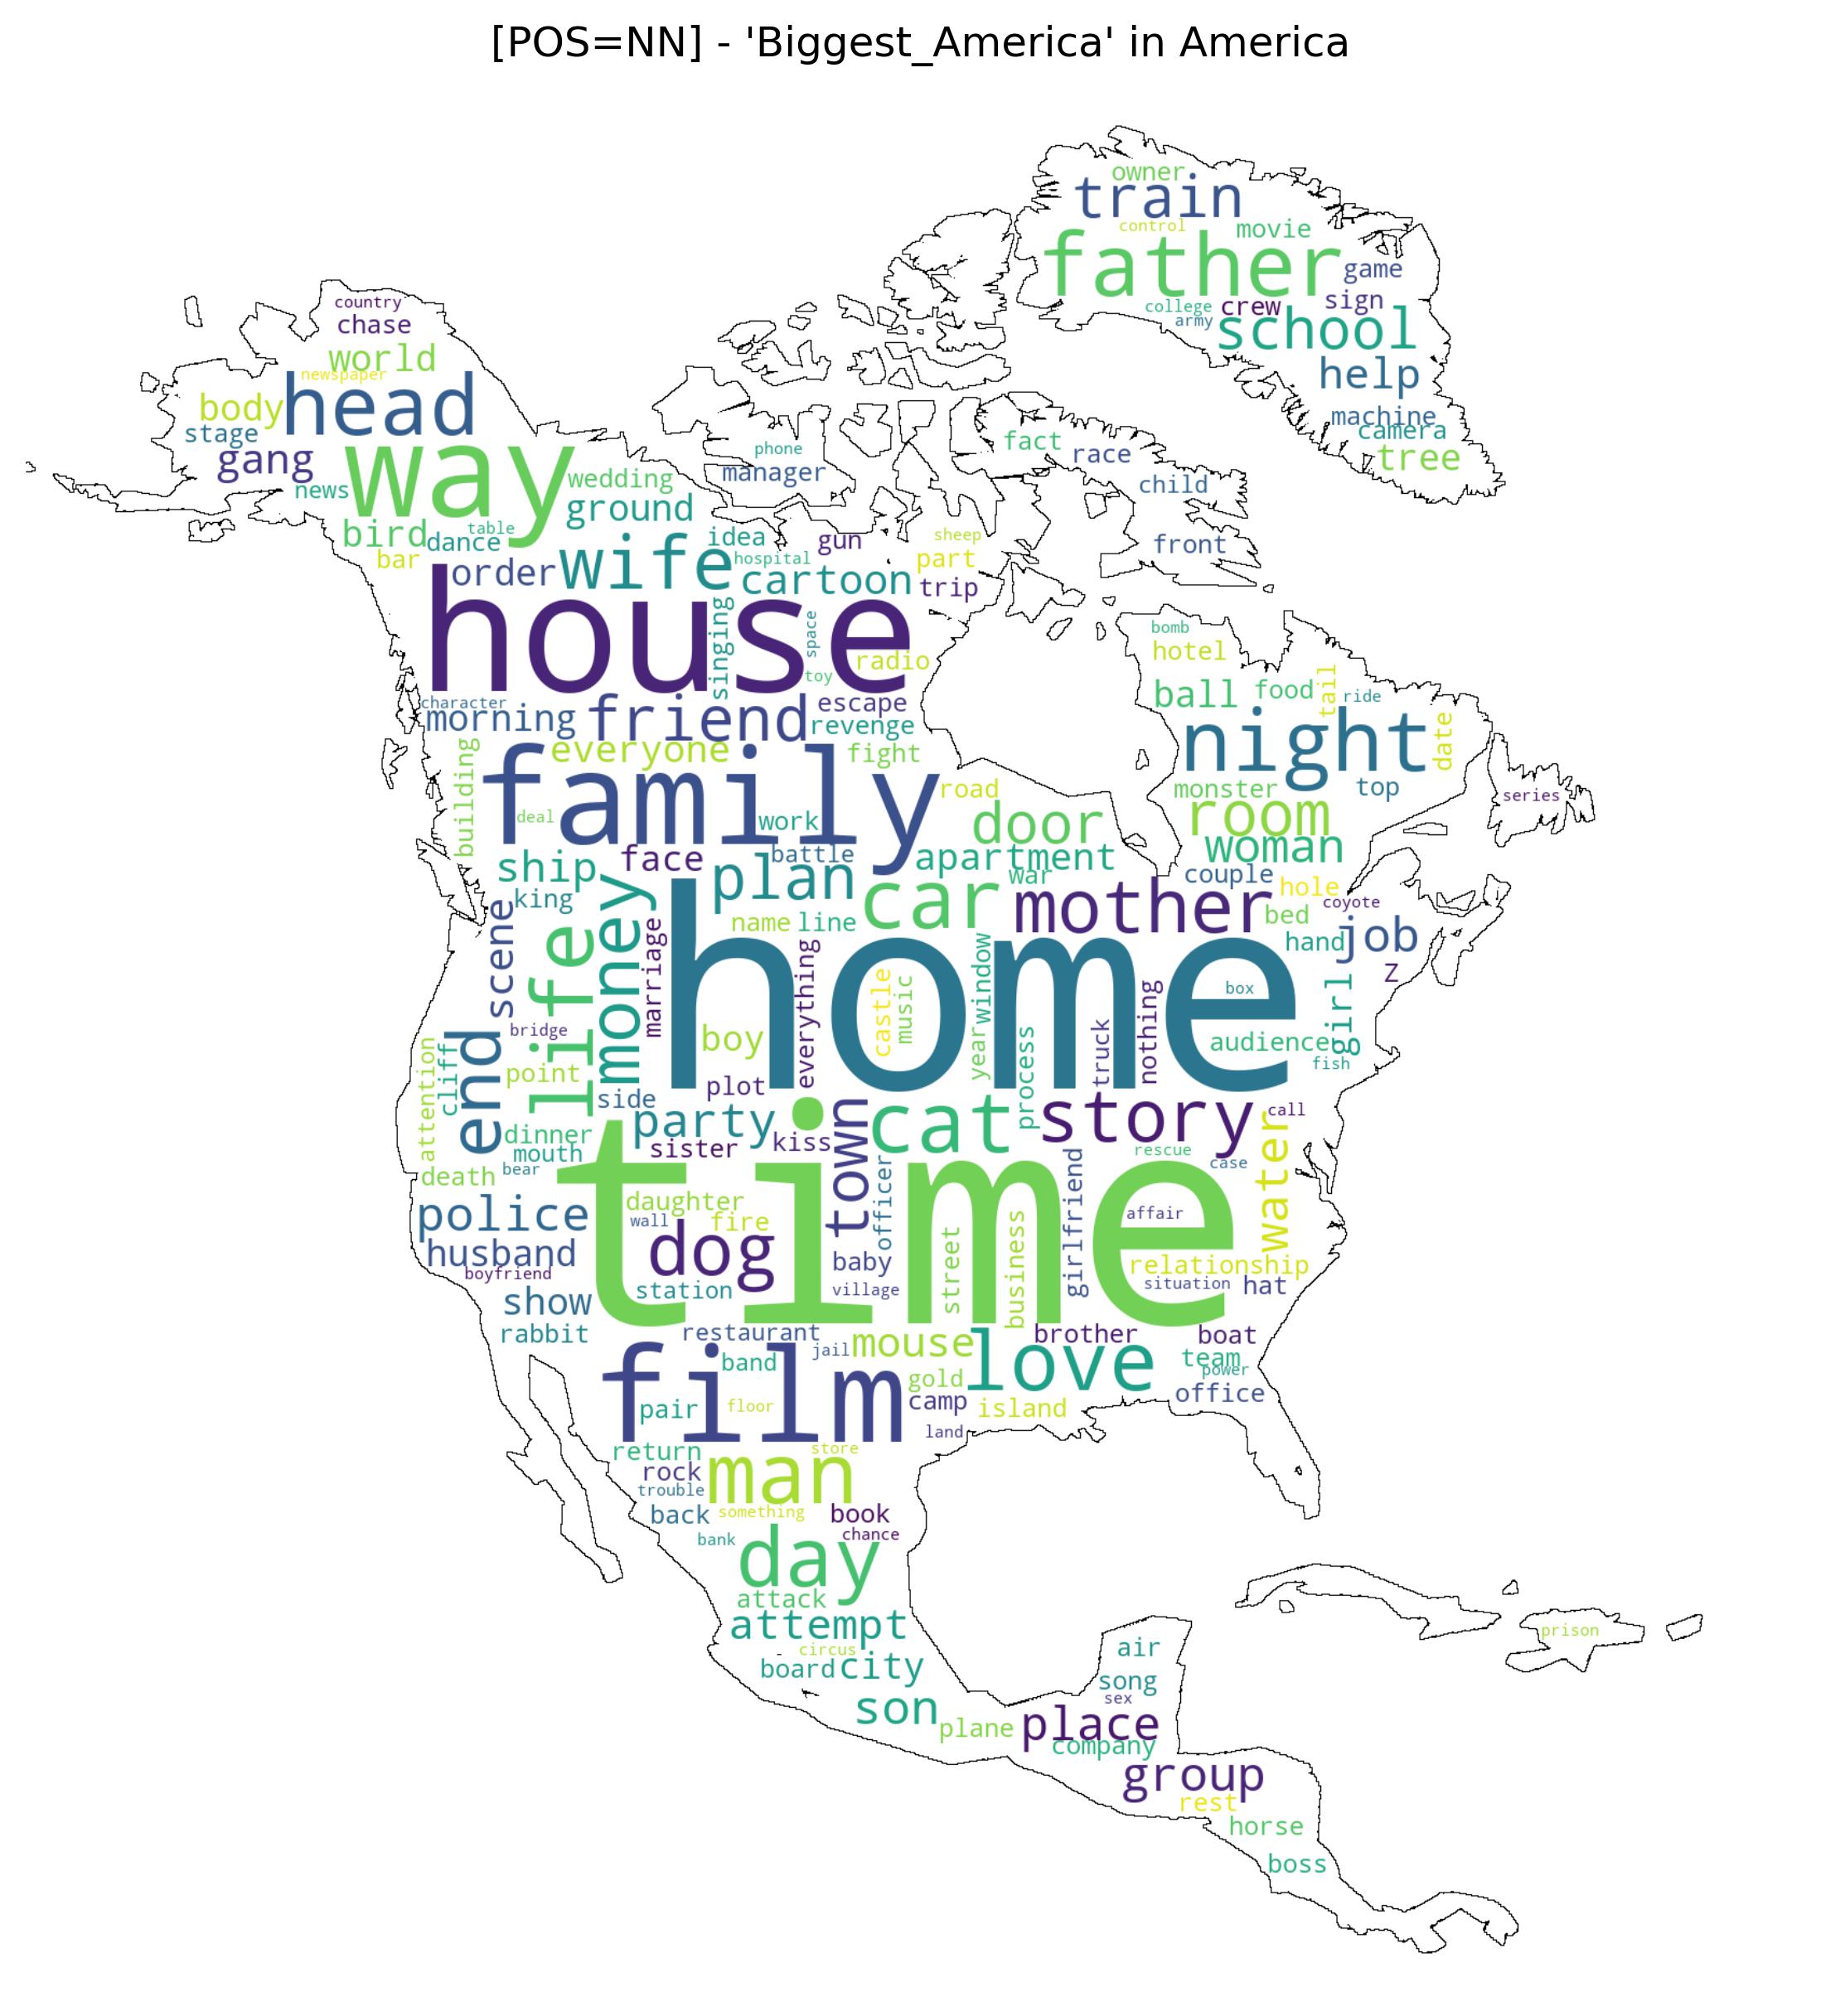 [POS=NN] - 'Biggest_America' in America
owner
train
control
movie
father
game
college
crew
sign
army
school
help
machine
camera
tree
country
chase
world
newspaper
head
body
stage
gang
way
news
wedding
ground
bird
table
dance
bar
phone
manager
fact
race
child
front
idea
gun
sheep
hospital
part
order
wife
cartoon
trip
house
singing
space
radio
toy
character
morning
friend
escape
revenge
everyone
fight
building
family
road
deal
work
door
bomb
hotel
ball
food
tail
ride
night
date
monster
top
series
room
woman
ship
face
battle
apartment
plan
war
couple
hole
king
money
car
mother
bed
coyote
name
line
hand
job
scene
life
marriage
home
everything
castle
music
window
nothing
box
Z
girl
bridge
boy
year
process
truck
audience
fish
end
attention
cliff
point
plot
side
party
town
cat
story
call
dinner
mouth
sister
kiss
rescue
water
death
bear
time
officer
case
police
daughter
wall
fire
girlfriend
affair
husband
dog
baby
street
business
relationship
boyfriend
station
village
situation
hat
show
rabbit
restaurant
jail
mouse
love
brother
boat
film
band
team
power
gold
office
pair
floor
camp
island
land
return
store
rock
man
trouble
back
something
book
bank
chance
day
attack
attempt
circus
board
city
son
plane
prison
air
song
sex
place
company
group
rest
horse
boss